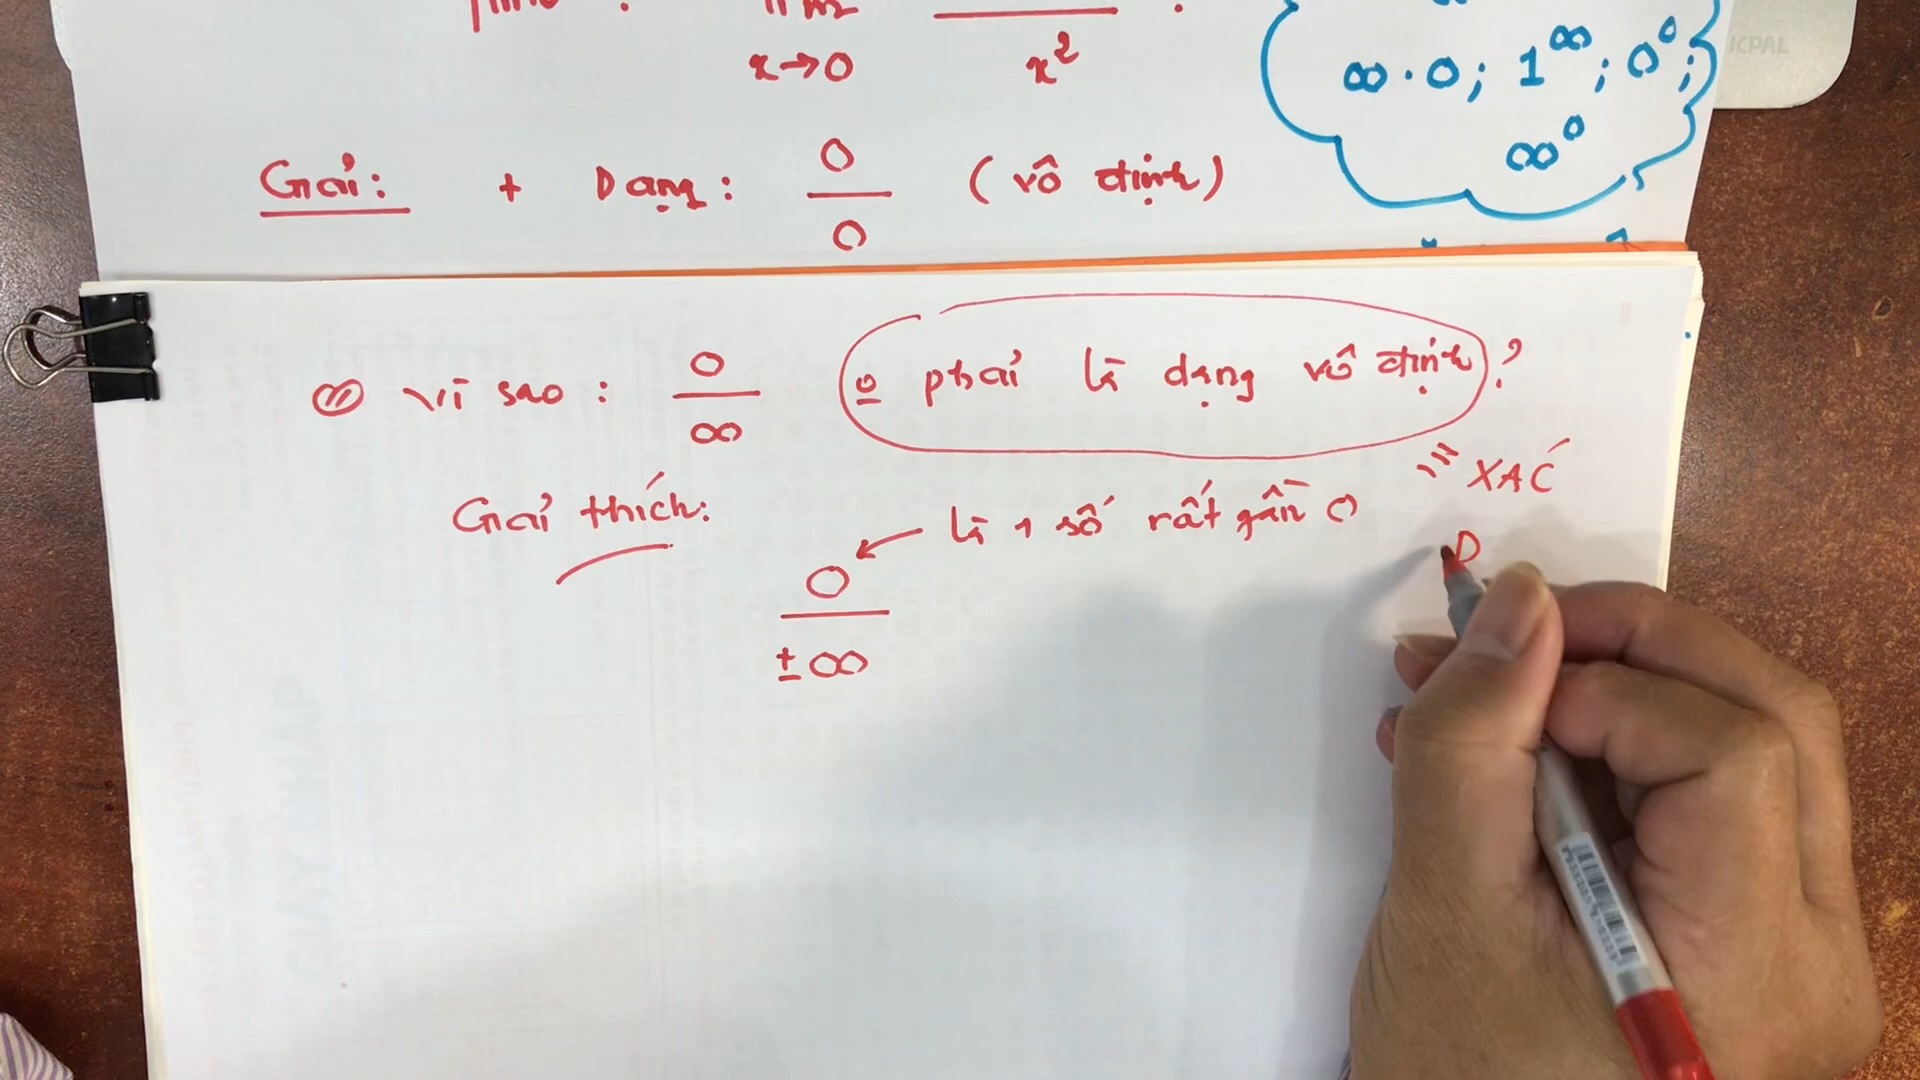 x→0 x²
∞ · 0; 1^∞; 0⁰;
∞⁰
JCPAL
Giải: + Dạng: 0/0 (vô định)
Vì sao: 0/∞ o phải là dạng vô định?
= XÁC
Giải thích: 0/±∞ ← là 1 số rất gần 0
Đ